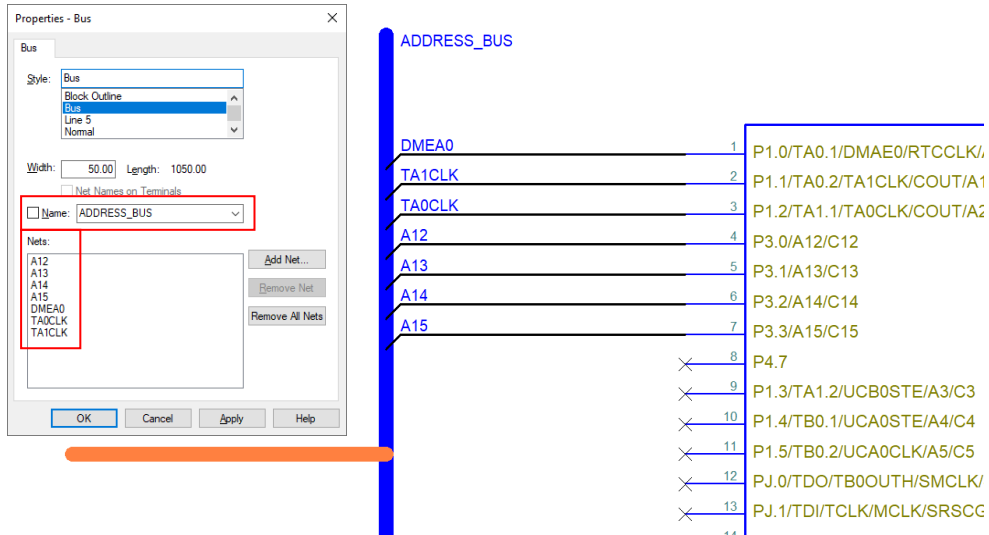 Properties - Bus
Bus
Style: Bus
Block Outline
Bus
Line 5
Normal
Width: 50.00 Length: 1050.00
Net Names on Terminals
Name: ADDRESS_BUS
Nets:
A12
A13
A14
A15
DMEA0
TA0CLK
TA1CLK
Add Net...
Remove Net
Remove All Nets
OK Cancel Apply Help
ADDRESS_BUS
DMEA0 1 P1.0/TA0.1/DMAE0/RTCCLK/
TA1CLK 2 P1.1/TA0.2/TA1CLK/COUT/A1
TA0CLK 3 P1.2/TA1.1/TA0CLK/COUT/A2
A12 4 P3.0/A12/C12
A13 5 P3.1/A13/C13
A14 6 P3.2/A14/C14
A15 7 P3.3/A15/C15
8 P4.7
9 P1.3/TA1.2/UCB0STE/A3/C3
10 P1.4/TB0.1/UCA0STE/A4/C4
11 P1.5/TB0.2/UCA0CLK/A5/C5
12 PJ.0/TDO/TB0OUTH/SMCLK/
13 PJ.1/TDI/TCLK/MCLK/SRSCG